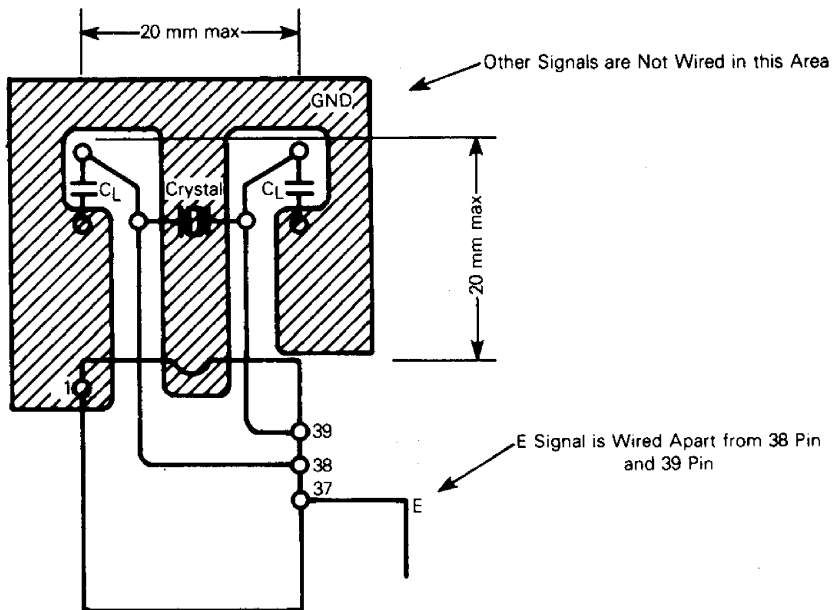 20 mm max
Other Signals are Not Wired in this Area
GND
CL
Crystal
CL
20 mm max
1
39
38
37
E
E Signal is Wired Apart from 38 Pin
and 39 Pin